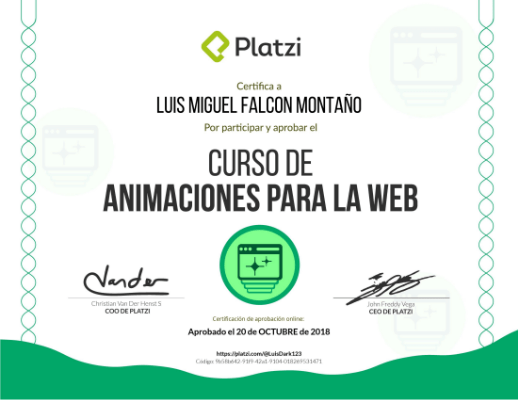 Platzi
Certifica a
LUIS MIGUEL FALCON MONTAÑO
Por participar y aprobar el
CURSO DE
ANIMACIONES PARA LA WEB
Christian Van Der Henst S
COO DE PLATZI
John Freddy Vega
CEO DE PLATZI
Certificación de aprobación online:
Aprobado el 20 de OCTUBRE de 2018
https://platzi.com/@LuisDark123
Código: